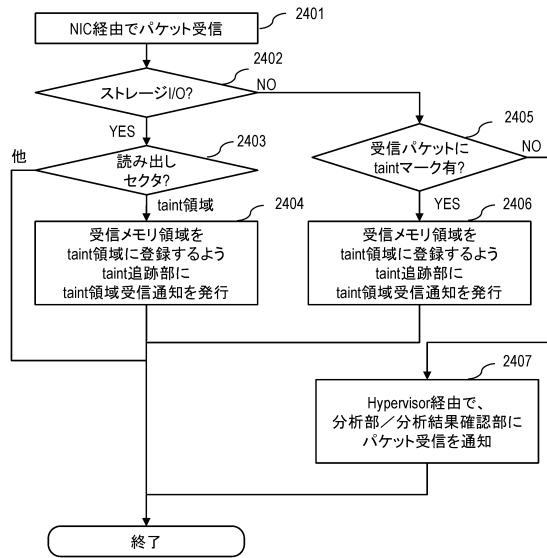 NIC経由でパケット受信
2401
ストレージI/O?
2402
NO
YES
読み出し
セクタ?
2403
他
taint領域
受信メモリ領域を
taint領域に登録するよう
taint追跡部に
taint領域受信通知を発行
2404
受信パケットに
taintマーク有?
2405
NO
YES
受信メモリ領域を
taint領域に登録するよう
taint追跡部に
taint領域受信通知を発行
2406
Hypervisor経由で、
分析部/分析結果確認部に
パケット受信を通知
2407
終了